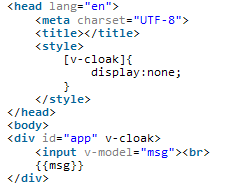 <head lang="en">
    <meta charset="UTF-8">
    <title></title>
    <style>
        [v-cloak]{
            display:none;
        }
    </style>
</head>
<body>
<div id="app" v-cloak>
    <input v-model="msg"><br>
    {{msg}}
</div>